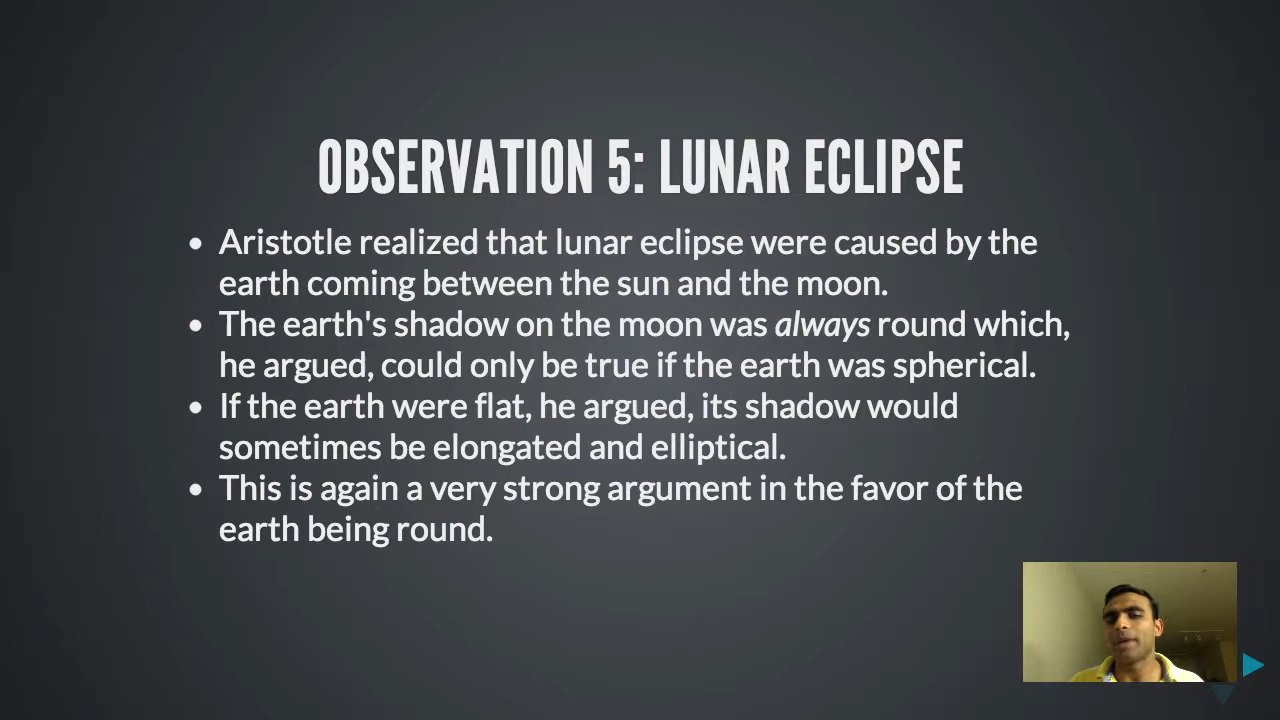 OBSERVATION 5: LUNAR ECLIPSE
• Aristotle realized that lunar eclipse were caused by the
earth coming between the sun and the moon.
• The earth's shadow on the moon was always round which,
he argued, could only be true if the earth was spherical.
• If the earth were flat, he argued, its shadow would
sometimes be elongated and elliptical.
• This is again a very strong argument in the favor of the
earth being round.